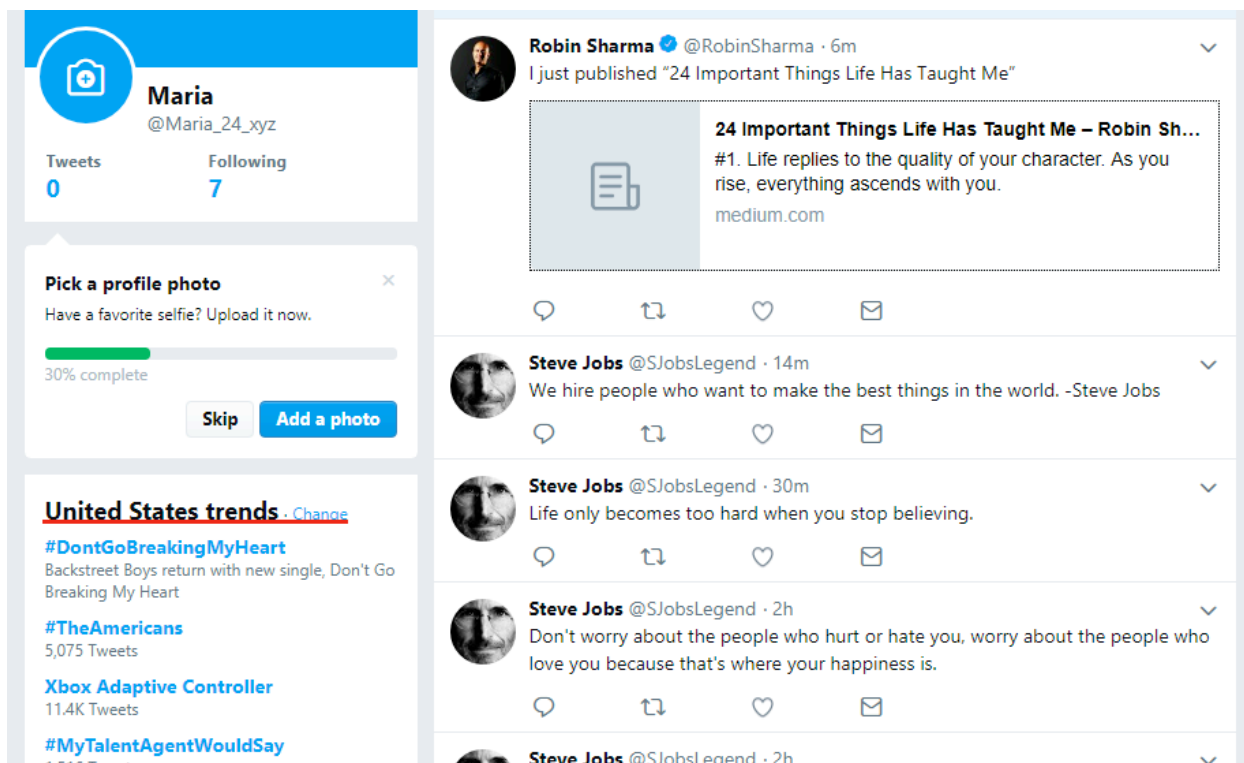 Maria
@Maria_24_xyz
Tweets
Following
0
7
Pick a profile photo
Have a favorite selfie? Upload it now.
30% complete
Skip
Add a photo
United States trends · Change
#DontGoBreakingMyHeart
Backstreet Boys return with new single, Don't Go
Breaking My Heart
#TheAmericans
5,075 Tweets
Xbox Adaptive Controller
11.4K Tweets
#MyTalentAgentWouldSay
Robin Sharma @RobinSharma · 6m
I just published “24 Important Things Life Has Taught Me”
24 Important Things Life Has Taught Me – Robin Sh...
#1. Life replies to the quality of your character. As you
rise, everything ascends with you.
medium.com
Steve Jobs @SJobsLegend · 14m
We hire people who want to make the best things in the world. -Steve Jobs
Steve Jobs @SJobsLegend · 30m
Life only becomes too hard when you stop believing.
Steve Jobs @SJobsLegend · 2h
Don't worry about the people who hurt or hate you, worry about the people who
love you because that's where your happiness is.
Steve Jobs @SJobsLegend · 2h